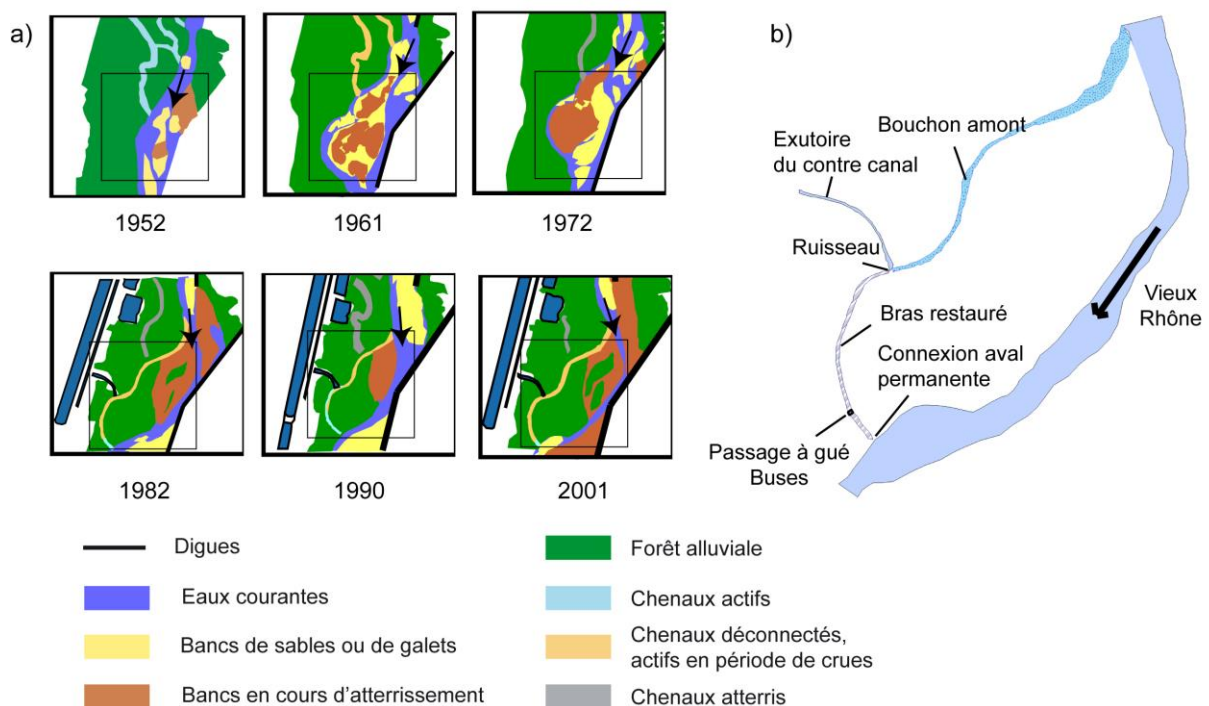 a)
1952
1961
1972
1982
1990
2001
Digues
Eaux courantes
Bancs de sables ou de galets
Bancs en cours d’atterrissement
Forêt alluviale
Chenaux actifs
Chenaux déconnectés,
actifs en période de crues
Chenaux atterris
b)
Exutoire
du contre canal
Bouchon amont
Ruisseau
Vieux
Rhône
Bras restauré
Connexion aval
permanente
Passage à gué
Buses